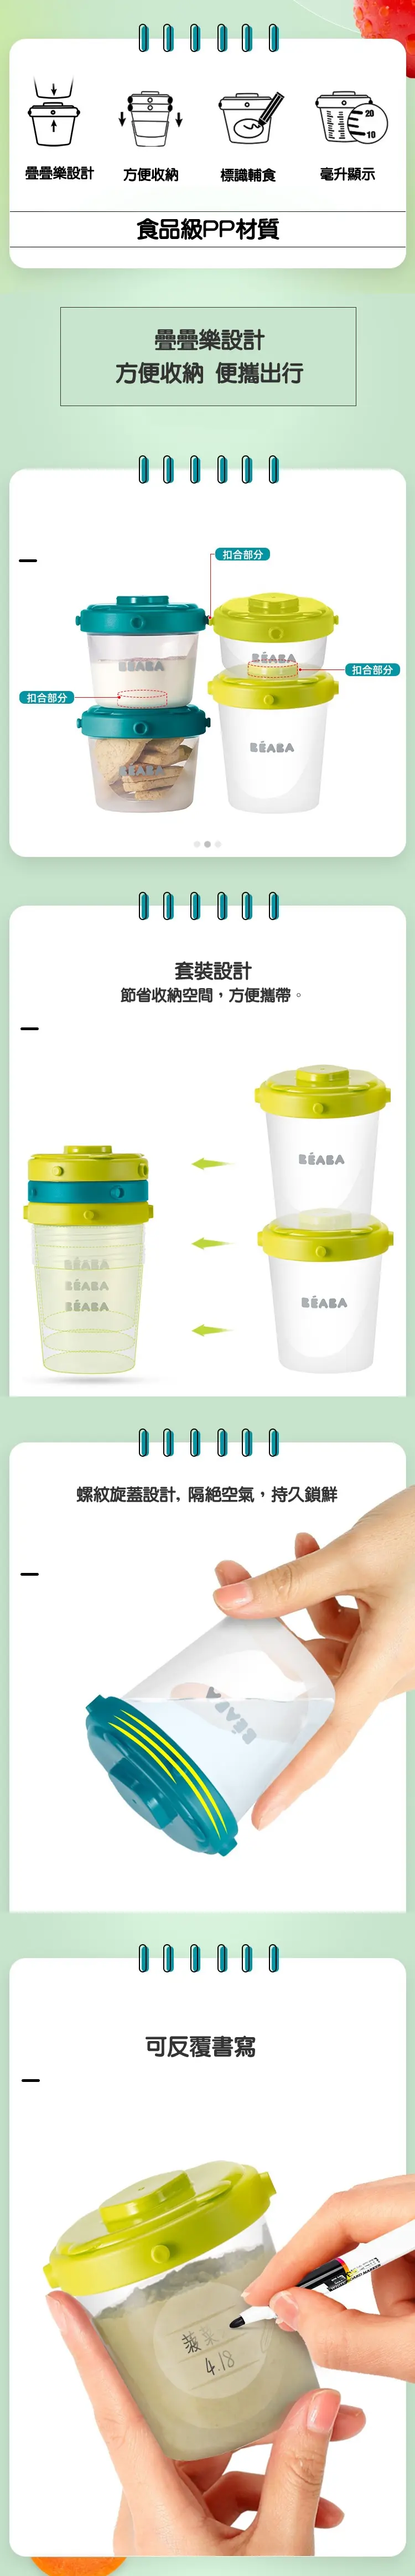 20
10
疊疊樂設計
方便收納
標識輔食
毫升顯示
食品級PP材質
疊疊樂設計
方便收納 便攜出行
扣合部分
BÉABA
BÉABA
扣合部分
扣合部分
BÉABA
BÉABA
套裝設計
節省收納空間，方便攜帶。
BÉABA
BÉABA
BÉABA
BÉABA
BÉABA
螺紋旋蓋設計, 隔絕空氣，持久鎖鮮
BÉABA
可反覆書寫
菠菜
4.18